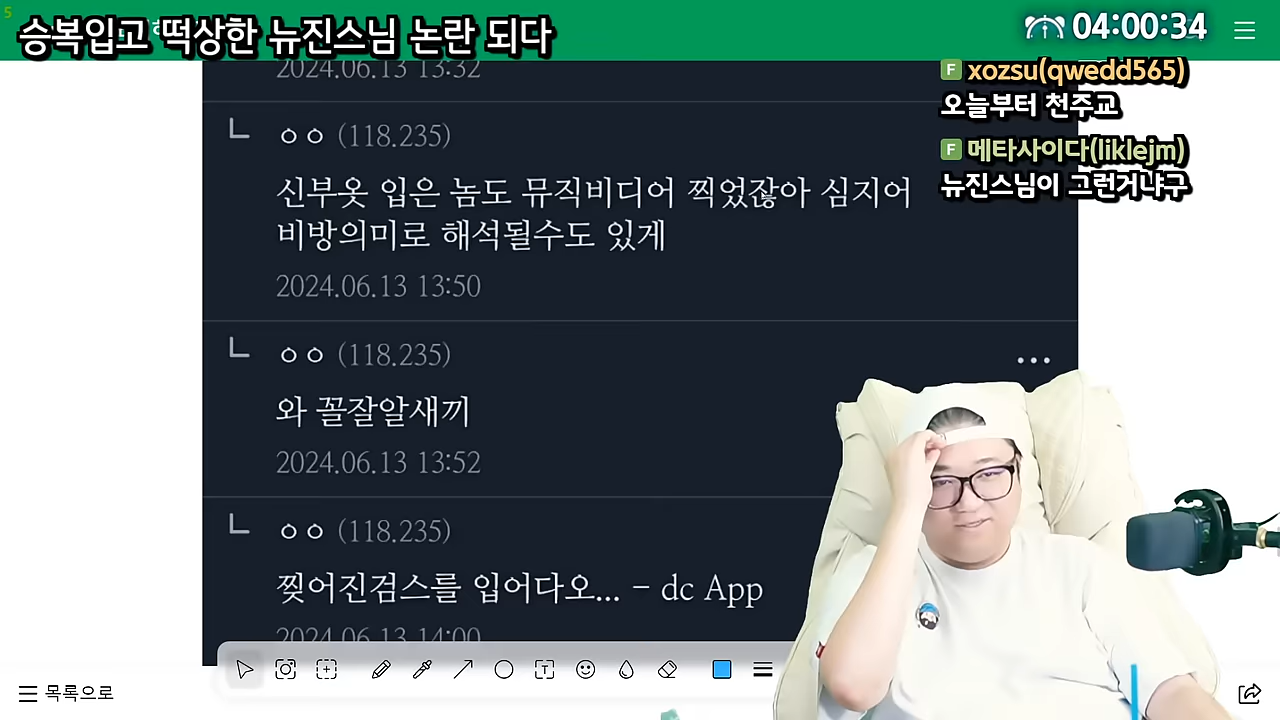 5
승복입고 떡상한 뉴진스님 논란 되다
04:00:34
2024.06.13 13:32
F xozsu(qwedd565)
오늘부터 천주교
F 메타사이다(liklejm)
뉴진스님이 그런거냐구
ㅇㅇ (118.235)
신부옷 입은 놈도 뮤직비디어 찍었잖아 심지어
비방의미로 해석될수도 있게
2024.06.13 13:50
ㅇㅇ (118.235)
와 꼴잘알새끼
2024.06.13 13:52
ㅇㅇ (118.235)
찢어진검스를 입어다오... - dc App
2024.06.13 14:00
T
목록으로